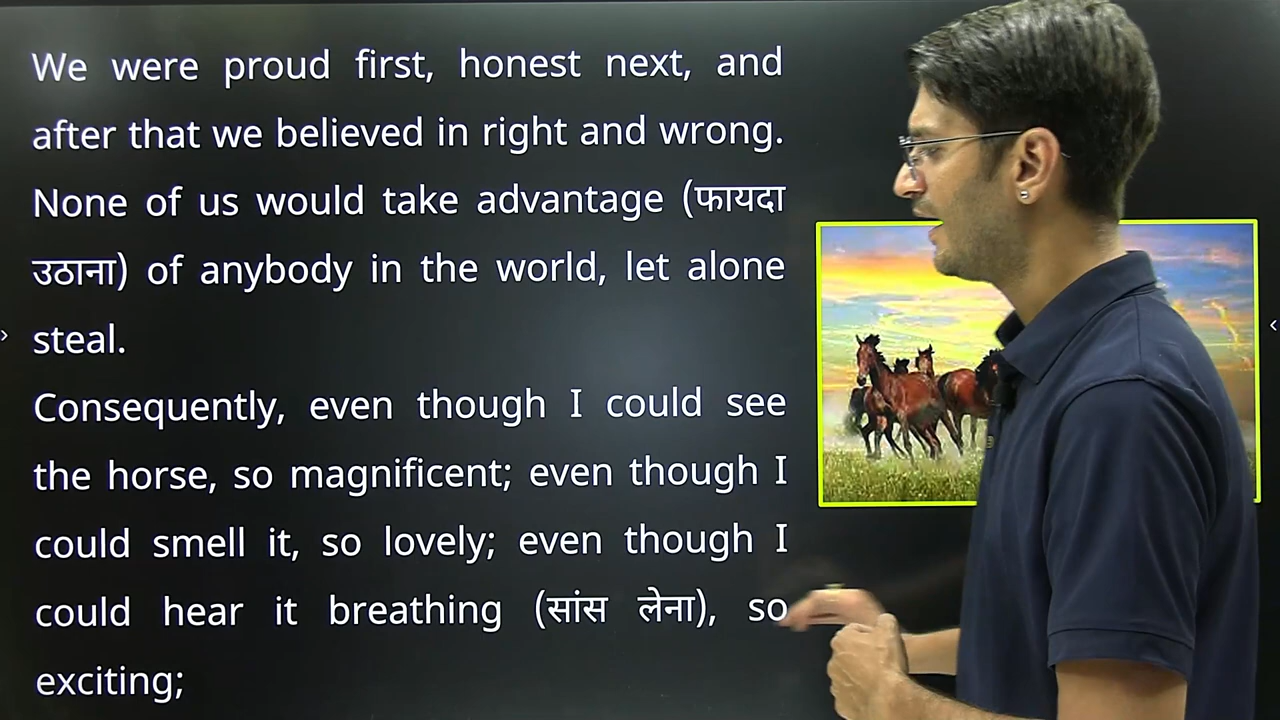 We were proud first, honest next, and
after that we believed in right and wrong.
None of us would take advantage (फायदा
उठाना) of anybody in the world, let alone
steal.
Consequently, even though I could see
the horse, so magnificent; even though I
could smell it, so lovely; even though I
could hear it breathing (सांस लेना), so
exciting;